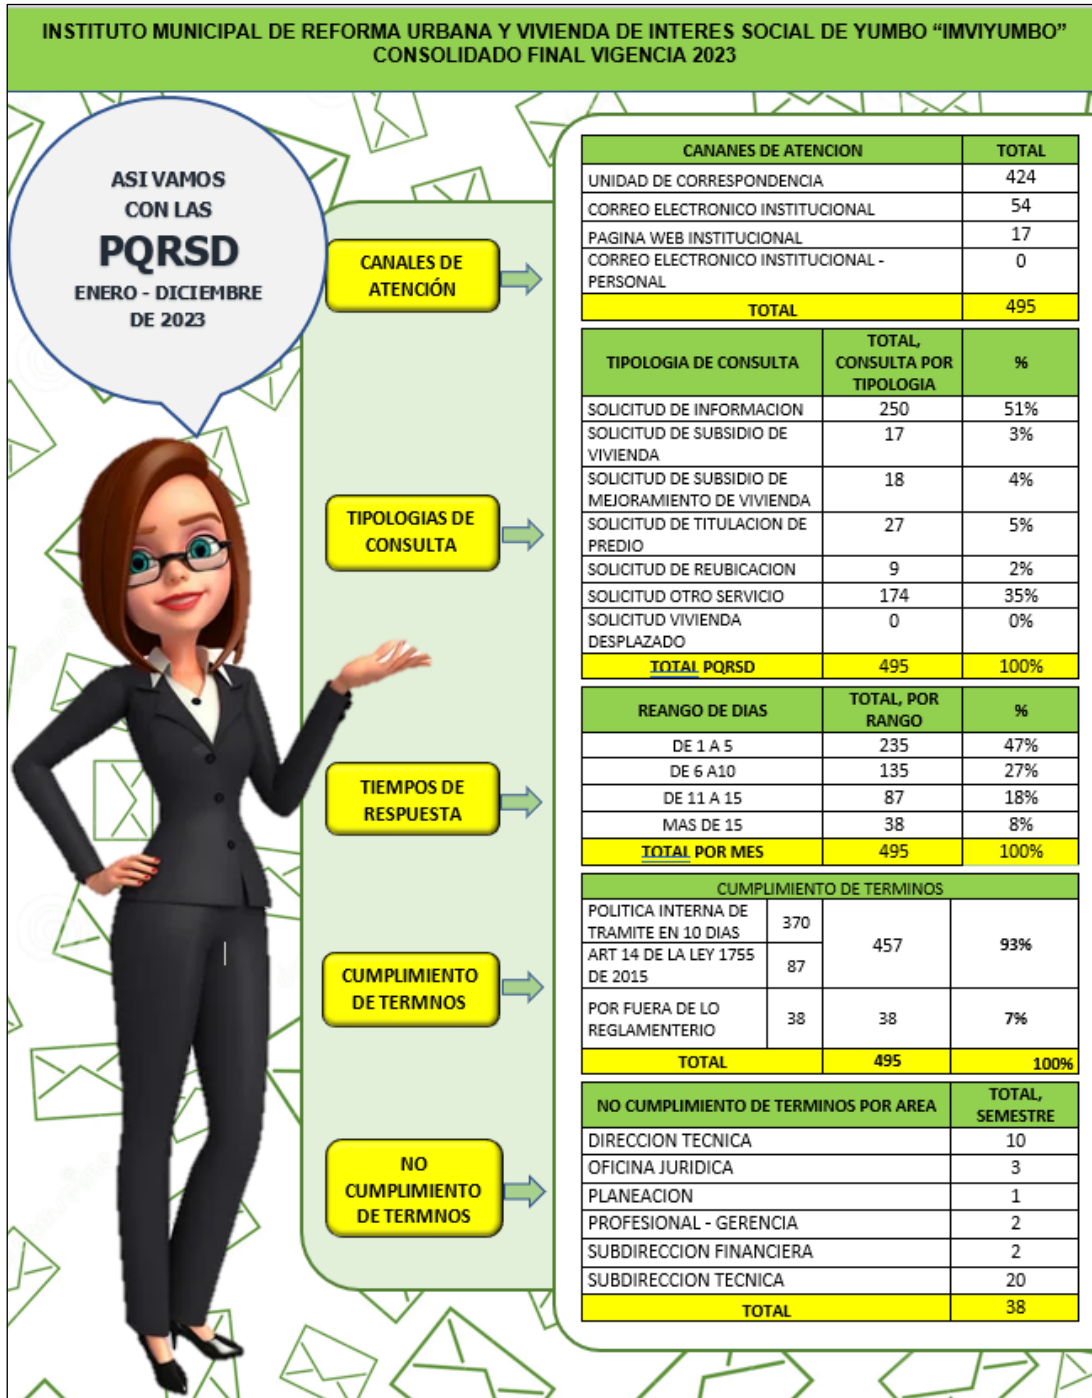 INSTITUTO MUNICIPAL DE REFORMA URBANA Y VIVIENDA DE INTERES SOCIAL DE YUMBO “IMVIYUMBO”
CONSOLIDADO FINAL VIGENCIA 2023
ASI VAMOS
CON LAS
PQRSD
ENERO - DICIEMBRE
DE 2023
CANALES DE
ATENCIÓN
CANANES DE ATENCION TOTAL
UNIDAD DE CORRESPONDENCIA 424
CORREO ELECTRONICO INSTITUCIONAL 54
PAGINA WEB INSTITUCIONAL 17
CORREO ELECTRONICO INSTITUCIONAL - 0
PERSONAL
TOTAL 495
TIPOLOGIAS DE
CONSULTA
TIPOLOGIA DE CONSULTA TOTAL, %
CONSULTA POR
TIPOLOGIA
SOLICITUD DE INFORMACION 250 51%
SOLICITUD DE SUBSIDIO DE 17 3%
VIVIENDA
SOLICITUD DE SUBSIDIO DE 18 4%
MEJORAMIENTO DE VIVIENDA
SOLICITUD DE TITULACION DE 27 5%
PREDIO
SOLICITUD DE REUBICACION 9 2%
SOLICITUD OTRO SERVICIO 174 35%
SOLICITUD VIVIENDA 0 0%
DESPLAZADO
TOTAL PQRSD 495 100%
TIEMPOS DE
RESPUESTA
REANGO DE DIAS TOTAL, POR %
RANGO
DE 1 A 5 235 47%
DE 6 A10 135 27%
DE 11 A 15 87 18%
MAS DE 15 38 8%
TOTAL POR MES 495 100%
CUMPLIMIENTO
DE TERMNOS
CUMPLIMIENTO DE TERMINOS
POLITICA INTERNA DE 370
TRAMITE EN 10 DIAS
457 93%
ART 14 DE LA LEY 1755 87
DE 2015
POR FUERA DE LO 38 38 7%
REGLAMENTERIO
TOTAL 495 100%
NO
CUMPLIMIENTO
DE TERMNOS
NO CUMPLIMIENTO DE TERMINOS POR AREA TOTAL,
SEMESTRE
DIRECCION TECNICA 10
OFICINA JURIDICA 3
PLANEACION 1
PROFESIONAL - GERENCIA 2
SUBDIRECCION FINANCIERA 2
SUBDIRECCION TECNICA 20
TOTAL 38